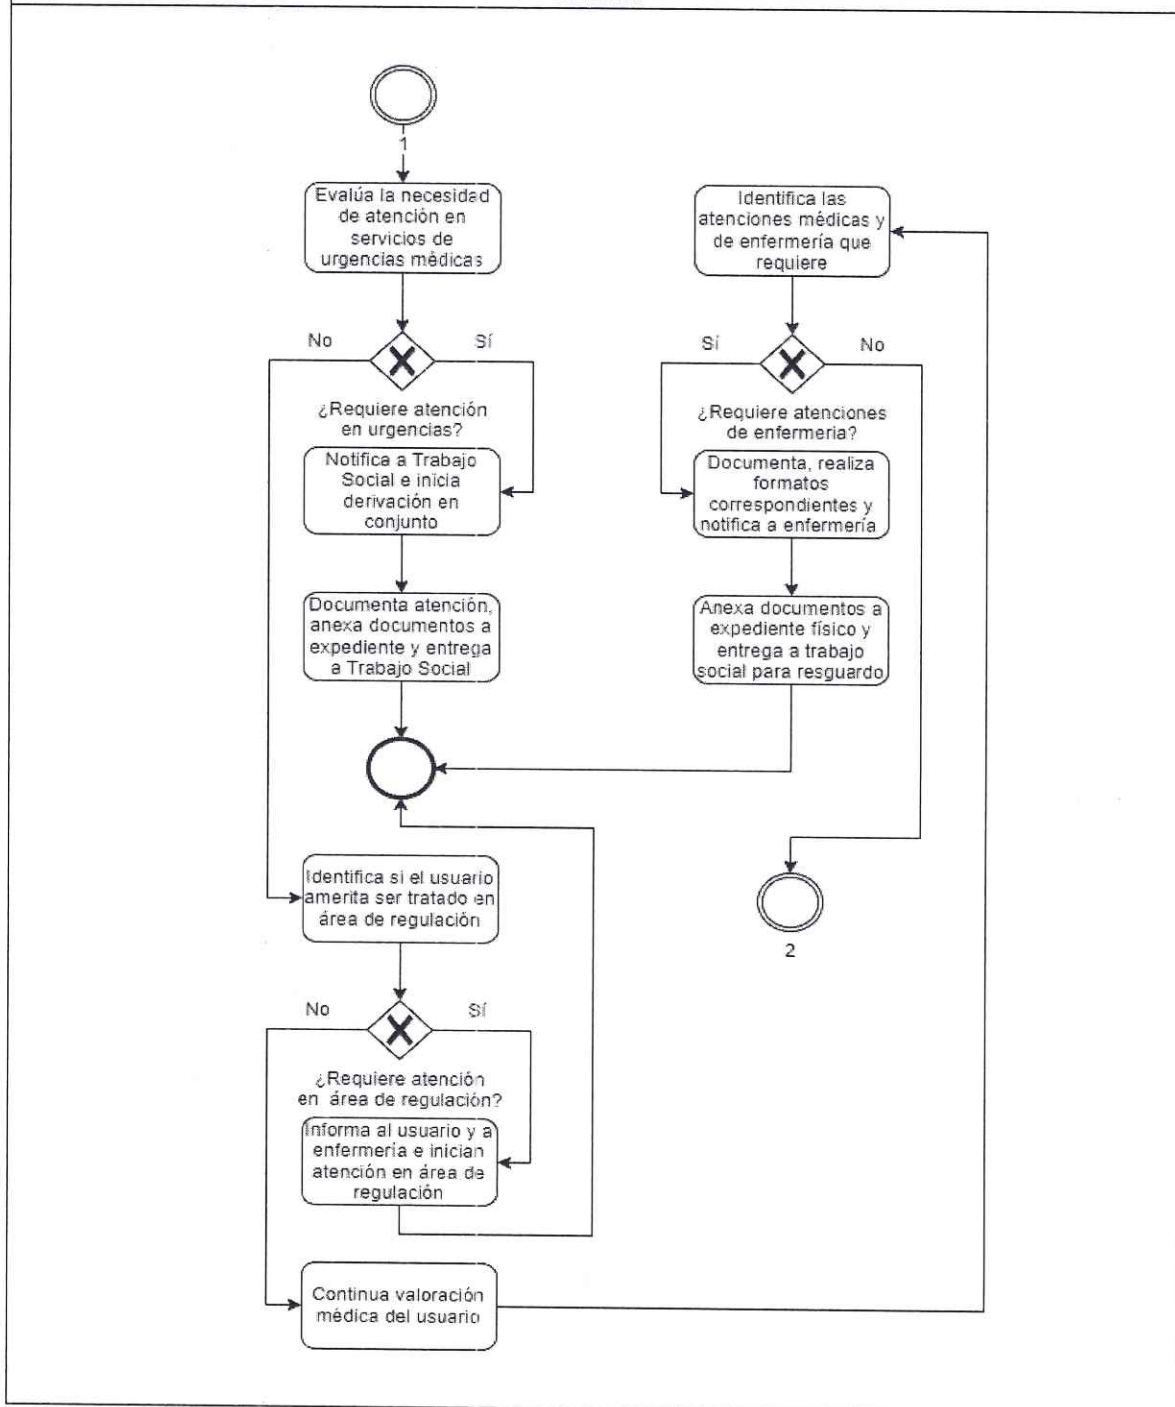 1
Evalúa la necesidad
de atención en
servicios de
urgencias médicas
No
Sí
¿Requiere atención
en urgencias?
Notifica a Trabajo
Social e inicia
derivación en
conjunto
Documenta atención,
anexa documentos a
expediente y entrega
a Trabajo Social
Identifica si el usuario
amerita ser tratado en
área de regulación
No
Sí
¿Requiere atención
en área de regulación?
Informa al usuario y a
enfermería e inician
atención en área de
regulación
Continua valoración
médica del usuario
Identifica las
atenciones médicas y
de enfermería que
requiere
Sí
No
¿Requiere atenciones
de enfermeria?
Documenta, realiza
formatos
correspondientes y
notifica a enfermería
Anexa documentos a
expediente físico y
entrega a trabajo
social para resguardo
2